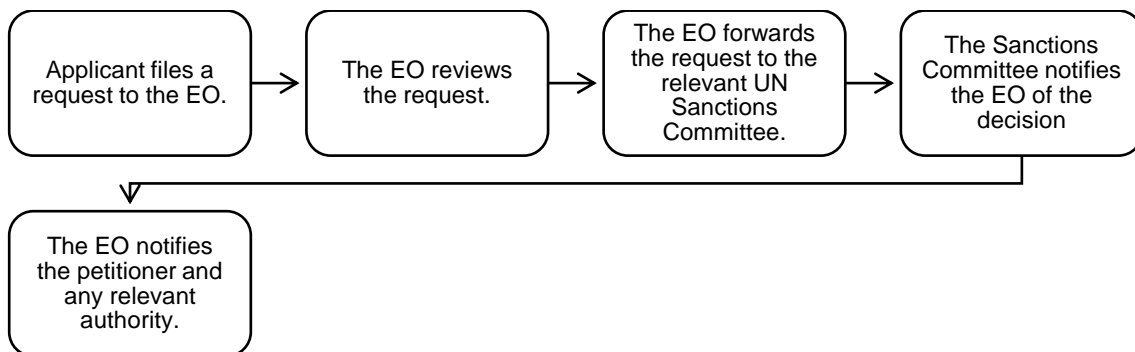 Applicant files a
request to the EO.
The EO reviews
the request.
The EO forwards
the request to the
relevant UN
Sanctions
Committee.
The Sanctions
Committee notifies
the EO of the
decision
The EO notifies
the petitioner and
any relevant
authority.